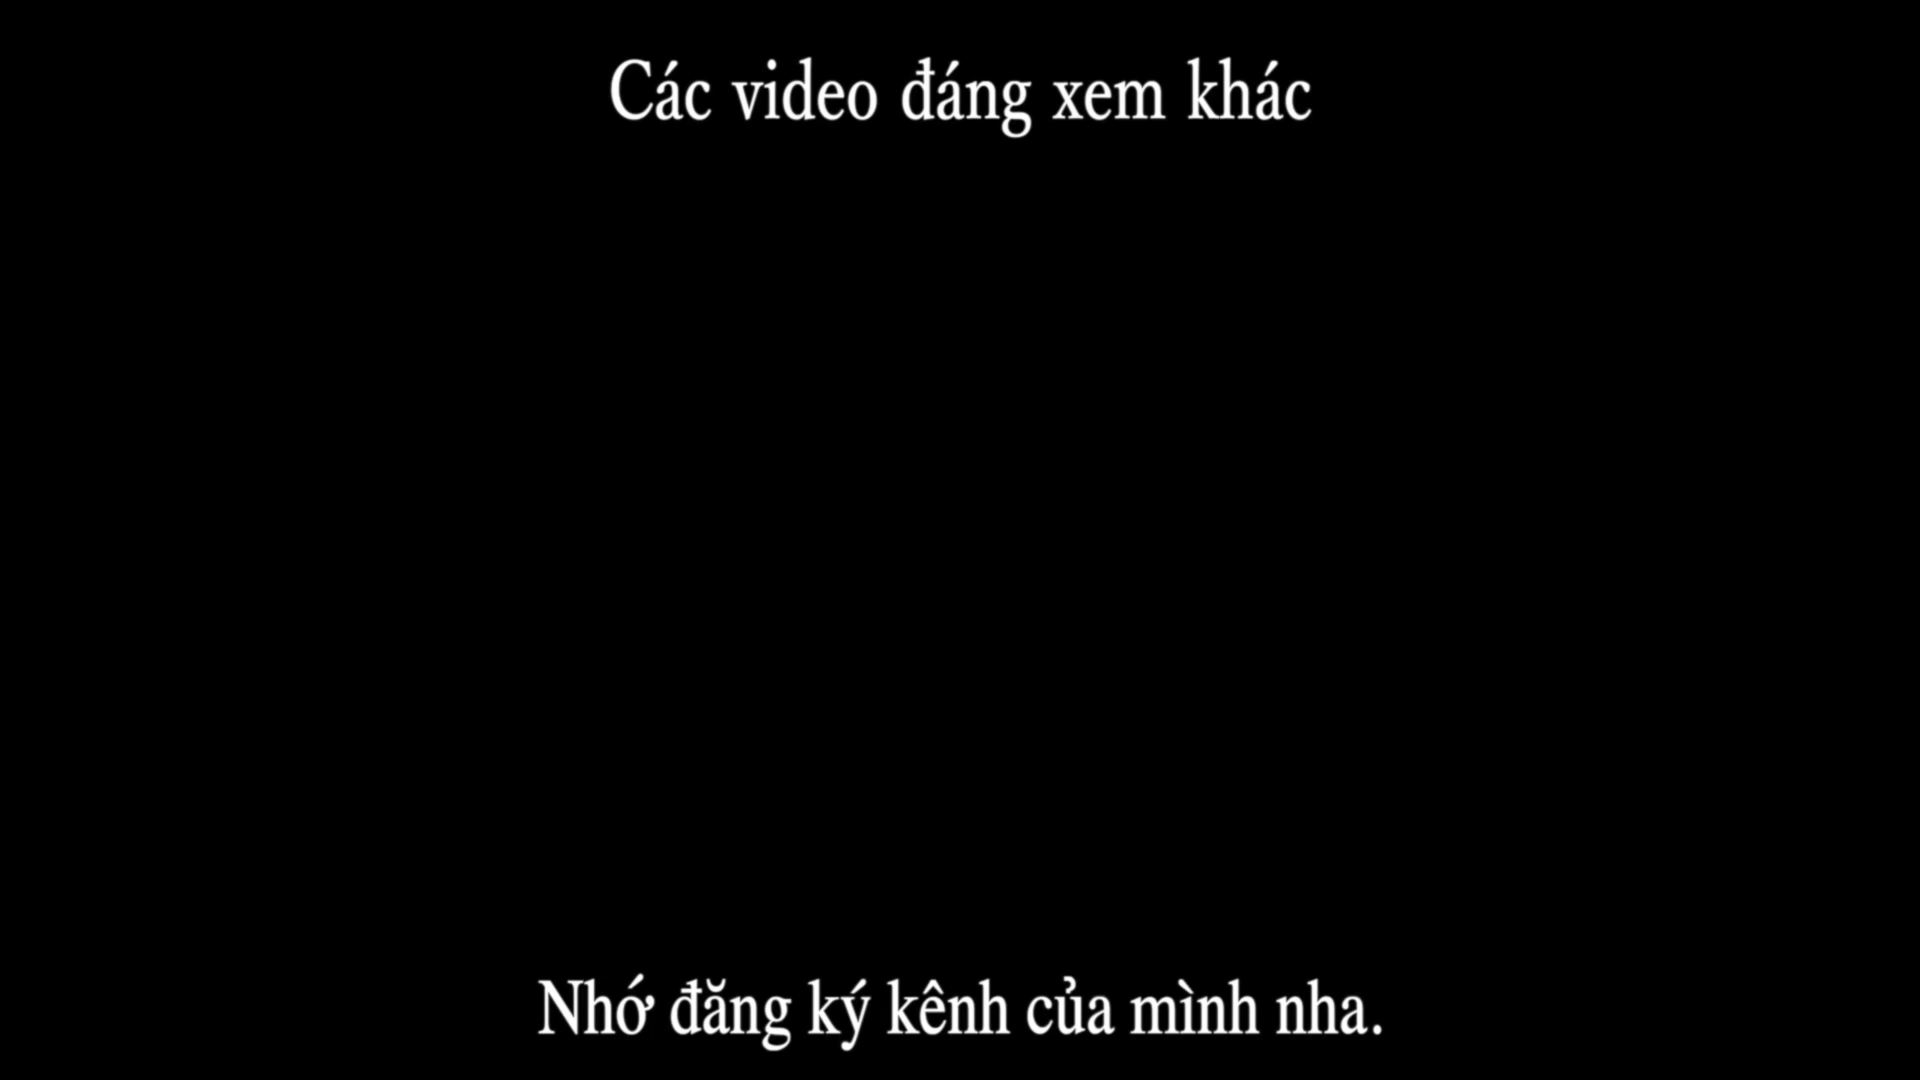 Các video đáng xem khác
Nhớ đăng ký kênh của mình nha.